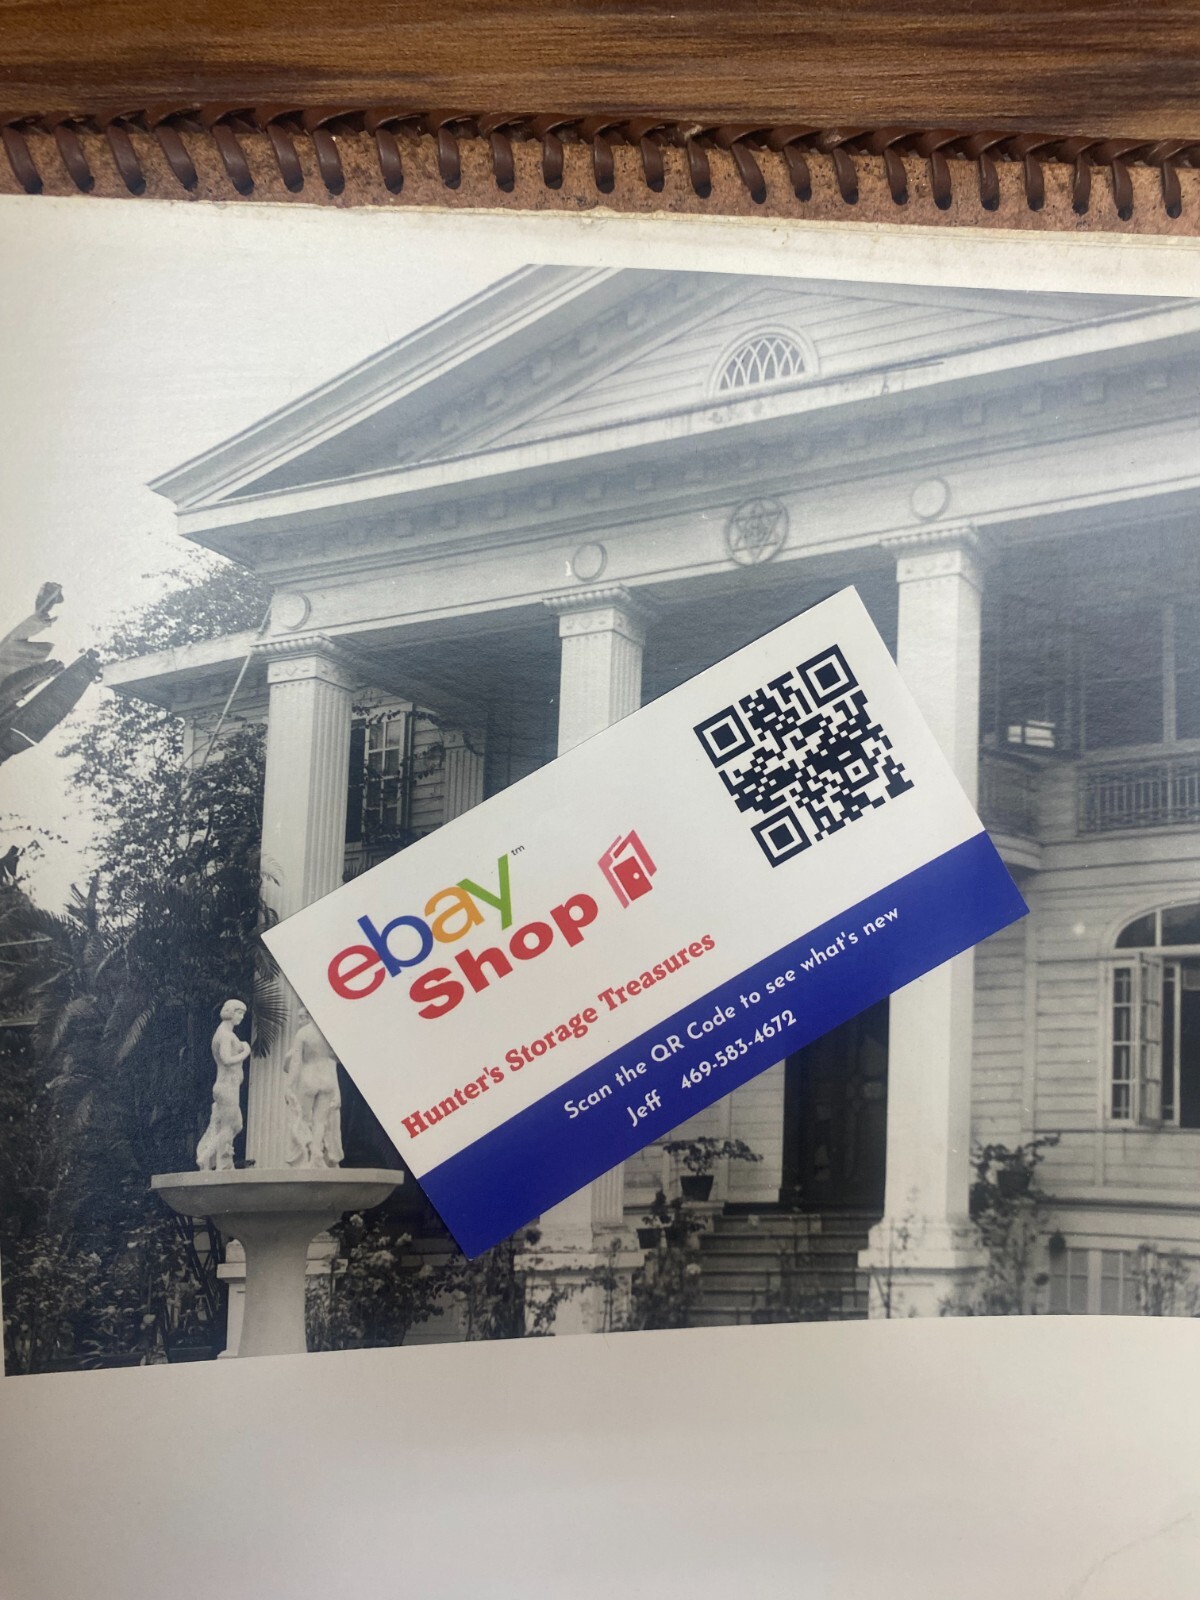 ebay™
Shop
Hunter's Storage Treasures
Scan the QR Code to see what's new
Jeff 469-583-4672